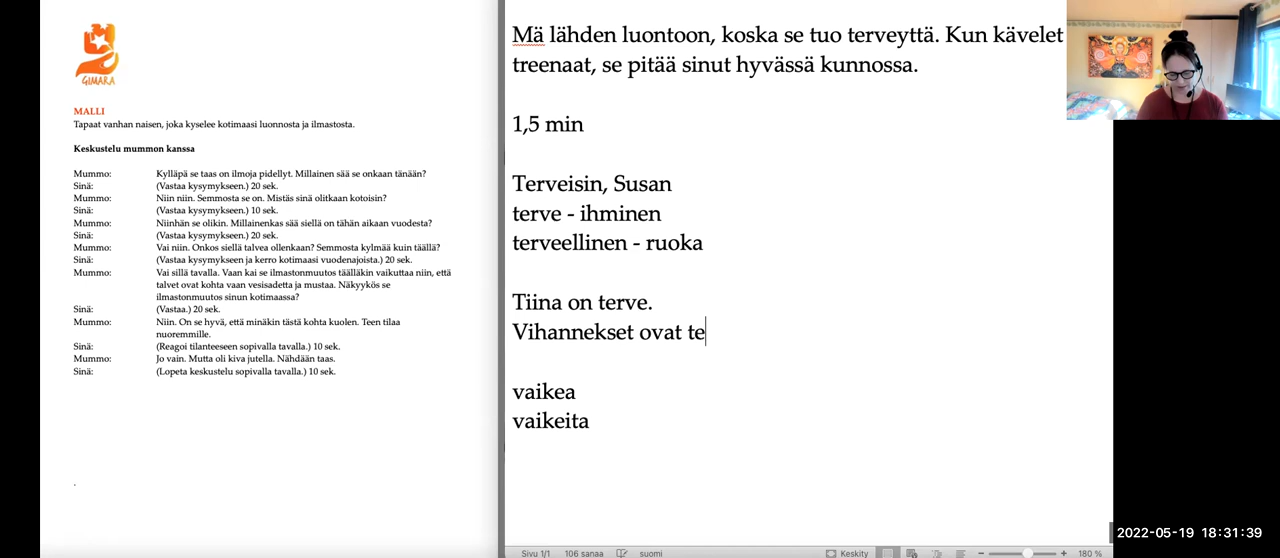 GIMARA
MALLI
Tapaat vanhan naisen, joka kyselee kotimaasi luonnosta ja ilmastosta.
Keskustelu mummon kanssa
Mummo: Kylläpä se taas on ilmoja pidellyt. Millainen sää se onkaan tänään?
Sinä: (Vastaa kysymykseen.) 20 sek.
Mummo: Niin niin. Semmosta se on. Mistäs sinä olitkaan kotoisin?
Sinä: (Vastaa kysymykseen.) 10 sek.
Mummo: Niinhän se olikin. Millainenkas sää siellä on tähän aikaan vuodesta?
Sinä: (Vastaa kysymykseen.) 20 sek.
Mummo: Vai niin. Onkos siellä talvea ollenkaan? Semmosta kylmää kuin täällä?
Sinä: (Vastaa kysymykseen ja kerro kotimaasi vuodenajoista.) 20 sek.
Mummo: Vai sillä tavalla. Vaan kai se ilmastonmuutos täälläkin vaikuttaa niin, että
talvet ovat kohta vaan vesisadetta ja mustaa. Näkyykös se
ilmastonmuutos sinun kotimaassa?
Sinä: (Vastaa.) 20 sek.
Mummo: Niin. On se hyvä, että minäkin tästä kohta kuolen. Teen tilaa
nuoremmille.
Sinä: (Reagoi tilanteeseen sopivalla tavalla.) 10 sek.
Mummo: Jo vain. Mutta oli kiva jutella. Nähdään taas.
Sinä: (Lopeta keskustelu sopivalla tavalla.) 10 sek.
.
Mä lähden luontoon, koska se tuo terveyttä. Kun kävelet
treenaat, se pitää sinut hyvässä kunnossa.
1,5 min
Terveisin, Susan
terve - ihminen
terveellinen - ruoka
Tiina on terve.
Vihannekset ovat te
vaikea
vaikeita
Sivu 1/1 106 sanaa suomi Keskity 180 %
2022-05-19 18:31:39